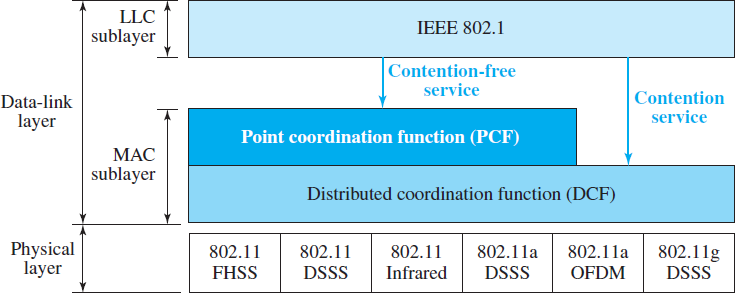 LLC
sublayer
IEEE 802.1
Contention-free
service
Contention
service
Data-link
layer
Point coordination function (PCF)
MAC
sublayer
Distributed coordination function (DCF)
Physical
layer
802.11
FHSS
802.11
DSSS
802.11
Infrared
802.11a
DSSS
802.11a
OFDM
802.11g
DSSS